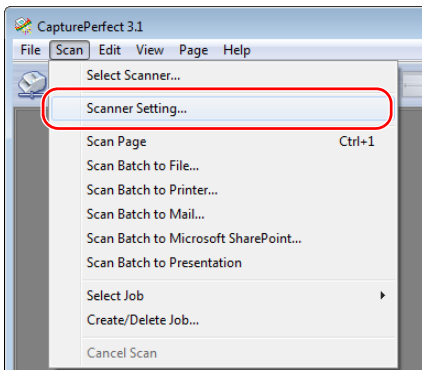 CapturePerfect 3.1
File Scan Edit View Page Help
Select Scanner...
Scanner Setting...
Scan Page Ctrl+1
Scan Batch to File...
Scan Batch to Printer...
Scan Batch to Mail...
Scan Batch to Microsoft SharePoint...
Scan Batch to Presentation
Select Job
Create/Delete Job...
Cancel Scan